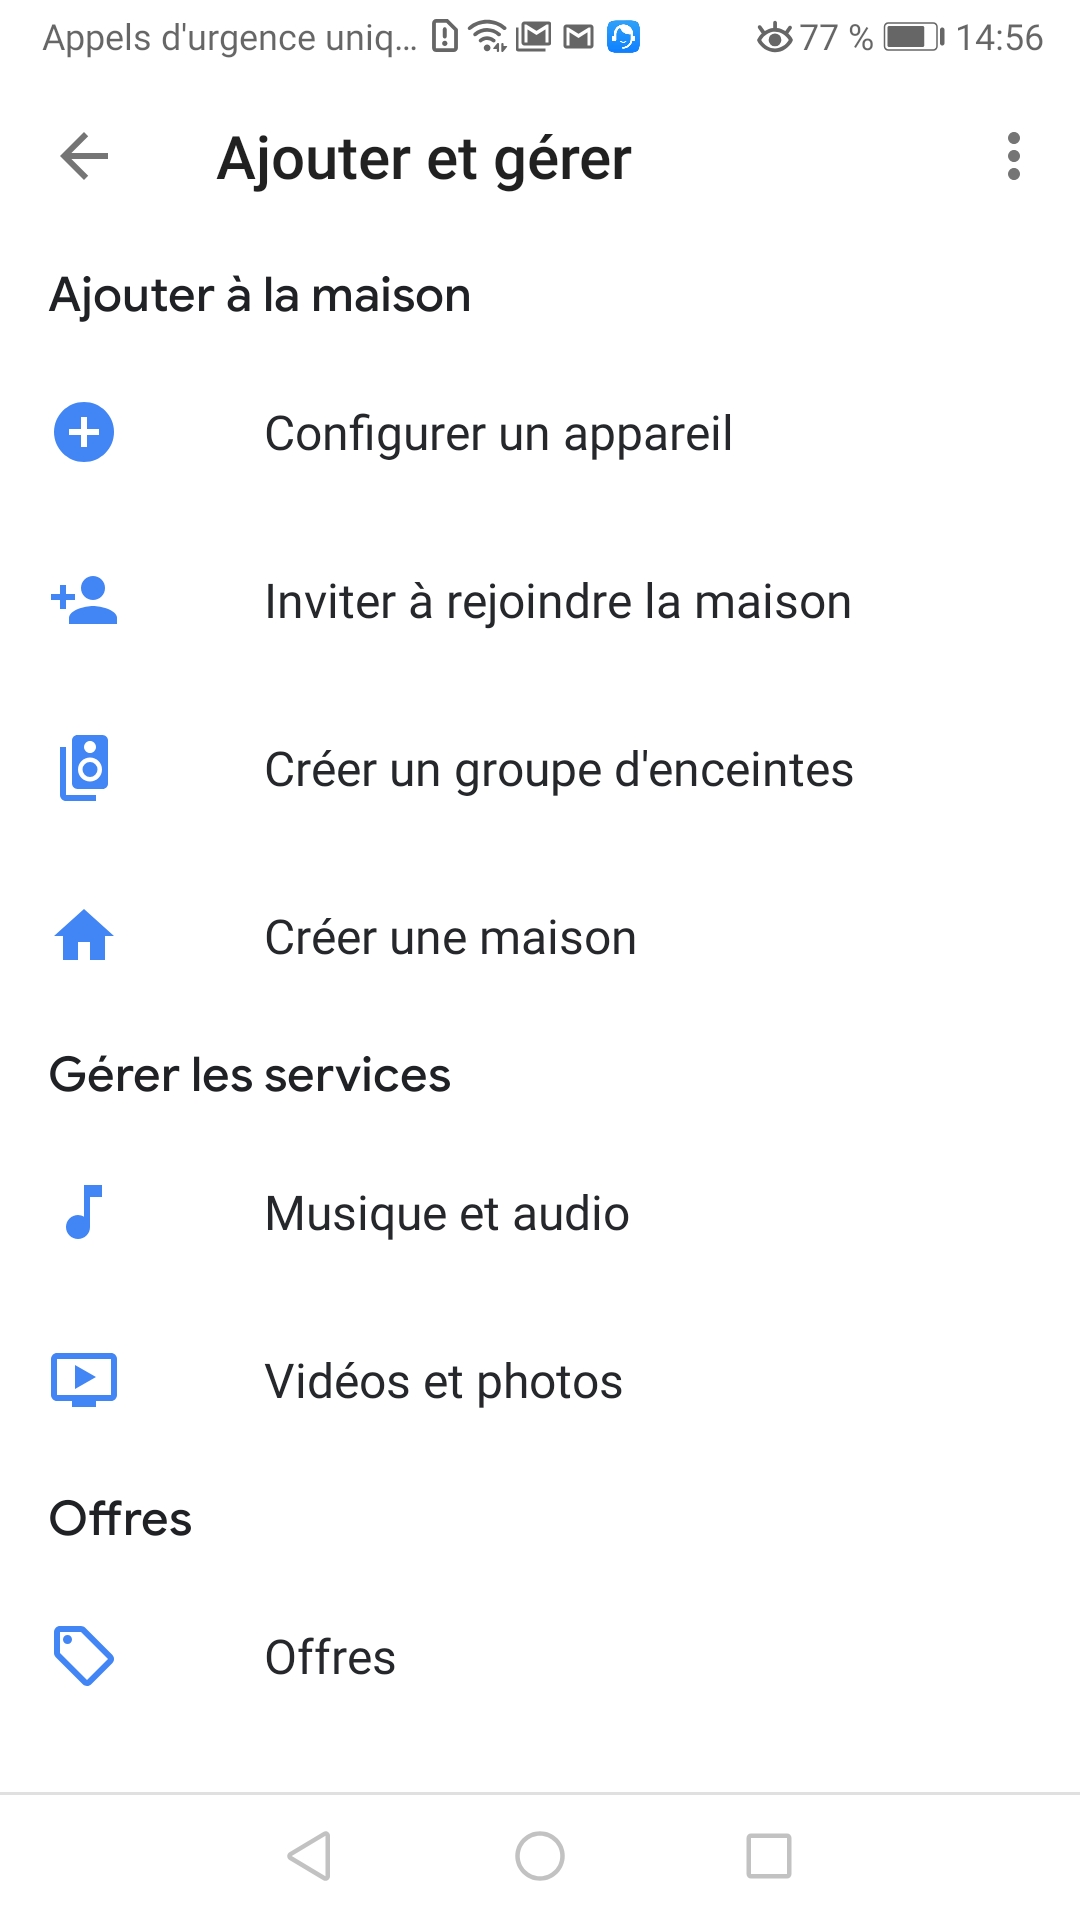 Appels d'urgence uniq... 77 % 14:56
Ajouter et gérer
Ajouter à la maison
Configurer un appareil
Inviter à rejoindre la maison
Créer un groupe d'enceintes
Créer une maison
Gérer les services
Musique et audio
Vidéos et photos
Offres
Offres